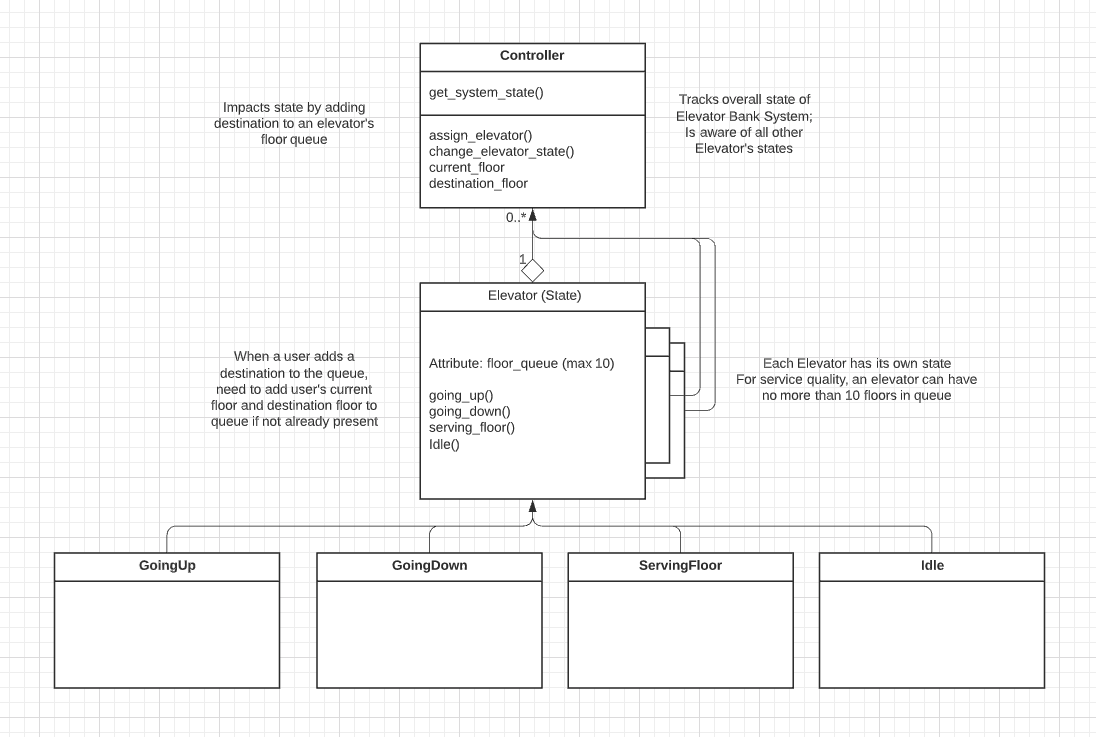 Controller
get_system_state()
assign_elevator()
change_elevator_state()
current_floor
destination_floor
Impacts state by adding
destination to an elevator's
floor queue
Tracks overall state of
Elevator Bank System;
Is aware of all other
Elevator's states
0..*
1
Elevator (State)
Attribute: floor_queue (max 10)
going_up()
going_down()
serving_floor()
Idle()
When a user adds a
destination to the queue,
need to add user's current
floor and destination floor to
queue if not already present
Each Elevator has its own state
For service quality, an elevator can have
no more than 10 floors in queue
GoingUp
GoingDown
ServingFloor
Idle